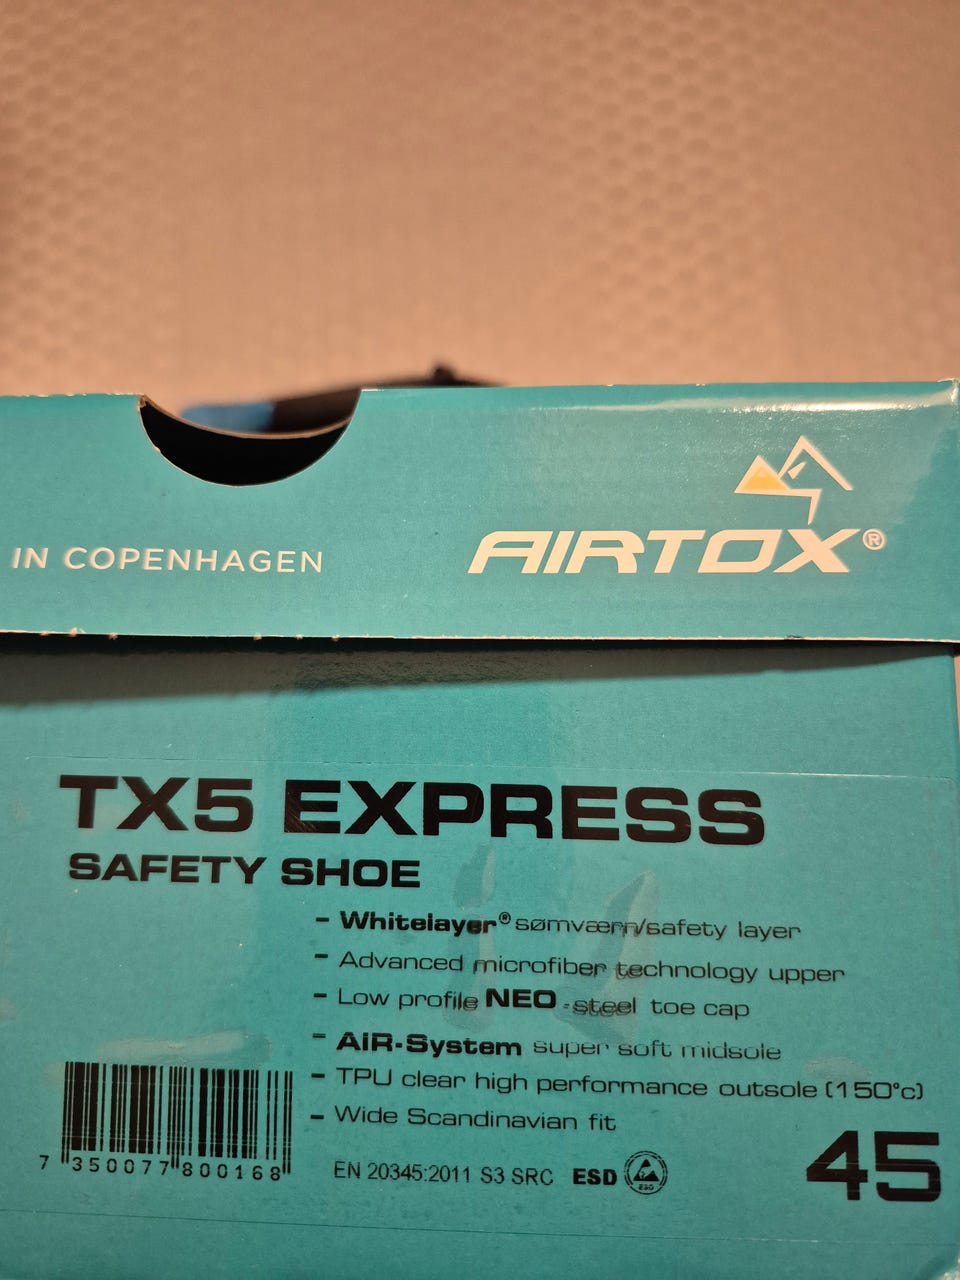 IN COPENHAGEN
AIRTOX®
TX5 EXPRESS
SAFETY SHOE
- Whitelayer® sømværn/safety layer
- Advanced microfiber technology upper
- Low profile NEO-steel toe cap
- AiR-System super soft midsole
- TPU clear high performance outsole (150°c)
- Wide Scandinavian fit
7 350077 800168
EN 20345:2011 S3 SRC ESD
ESD
45